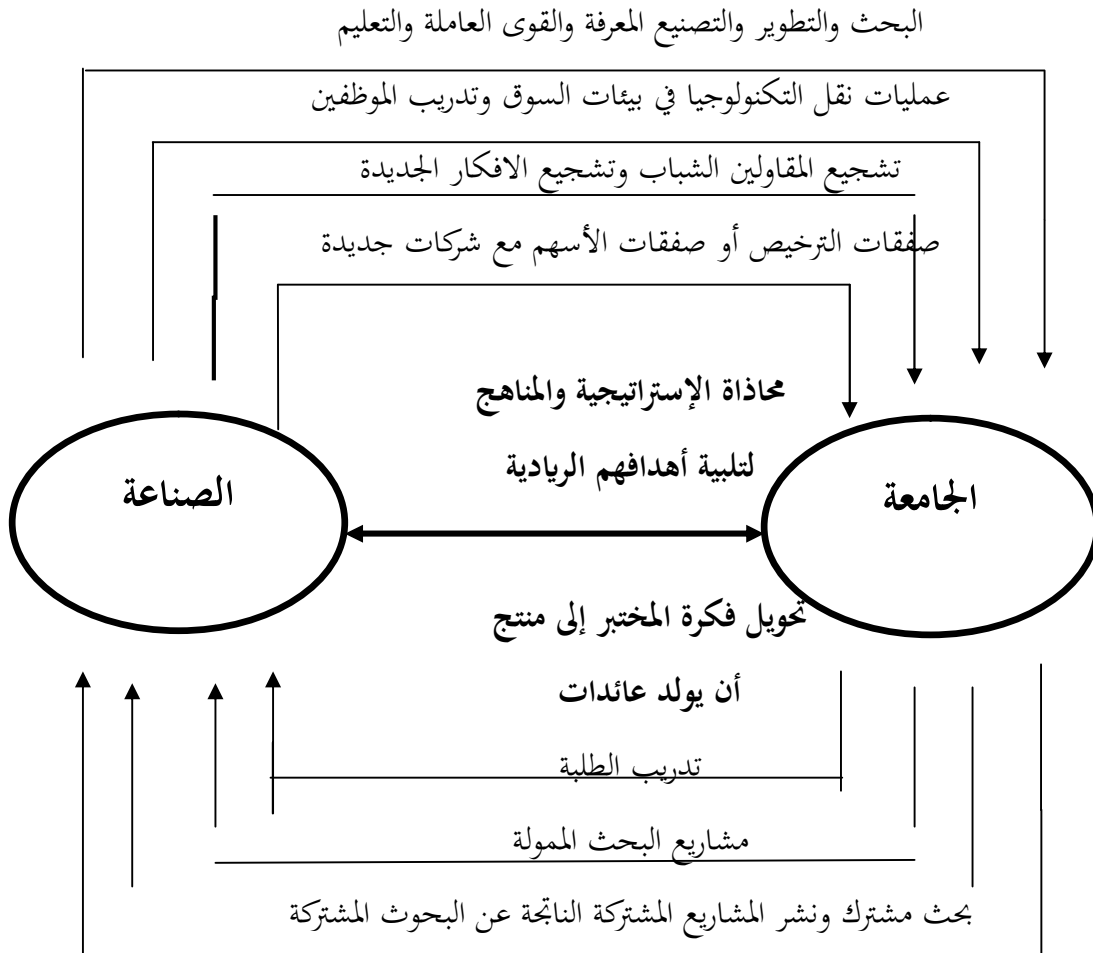 البحث والتطوير والتصنيع المعرفة والقوى العاملة والتعليم
عمليات نقل التكنولوجيا في بيئات السوق وتدريب الموظفين
تشجيع المقاولين الشباب وتشجيع الافكار الجديدة
صفقات الترخيص أو صفقات الأسهم مع شركات جديدة
محاذاة الإستراتيجية والمناهج
لتلبية أهدافهم الريادية
الجامعة
الصناعة
تحويل فكرة المختبر إلى منتج
أن يولد عائدات
تدريب الطلبة
مشاريع البحث الممولة
بحث مشترك ونشر المشاريع المشتركة الناتجة عن البحوث المشتركة